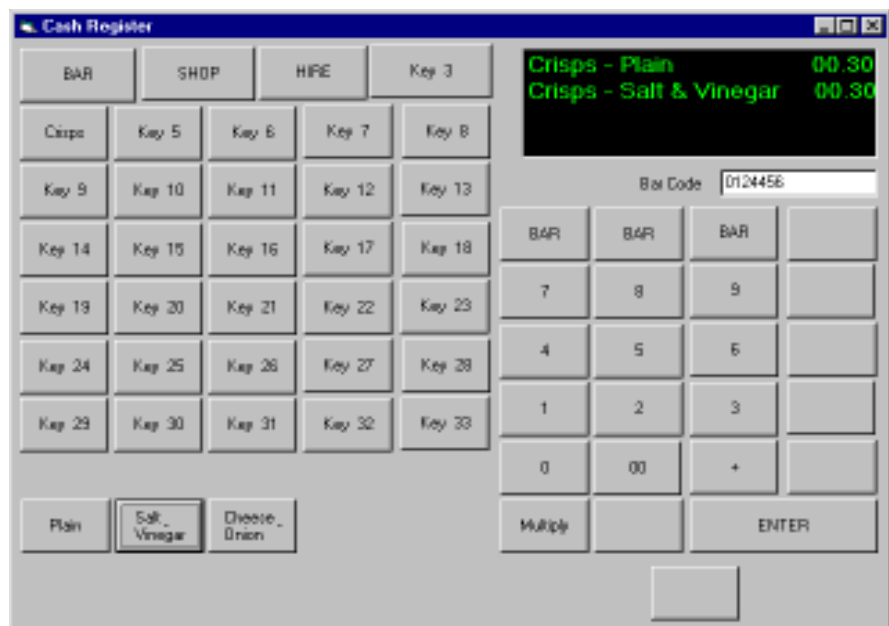 Cash Register
BAR SHOP HIRE Key 3
Crisps - Plain 00.30
Crisps - Salt & Vinegar 00.30
Crisps Key 5 Key 6 Key 7 Key 8
Bar Code 0124456
Key 9 Key 10 Key 11 Key 12 Key 13
BAR BAR BAR
Key 14 Key 15 Key 16 Key 17 Key 18
7 8 9
Key 19 Key 20 Key 21 Key 22 Key 23
4 5 6
Key 24 Key 25 Key 26 Key 27 Key 28
1 2 3
Key 29 Key 30 Key 31 Key 32 Key 33
0 00 +
Plain
Salt_
Vinegar
Cheese_
Onion
Multiply ENTER